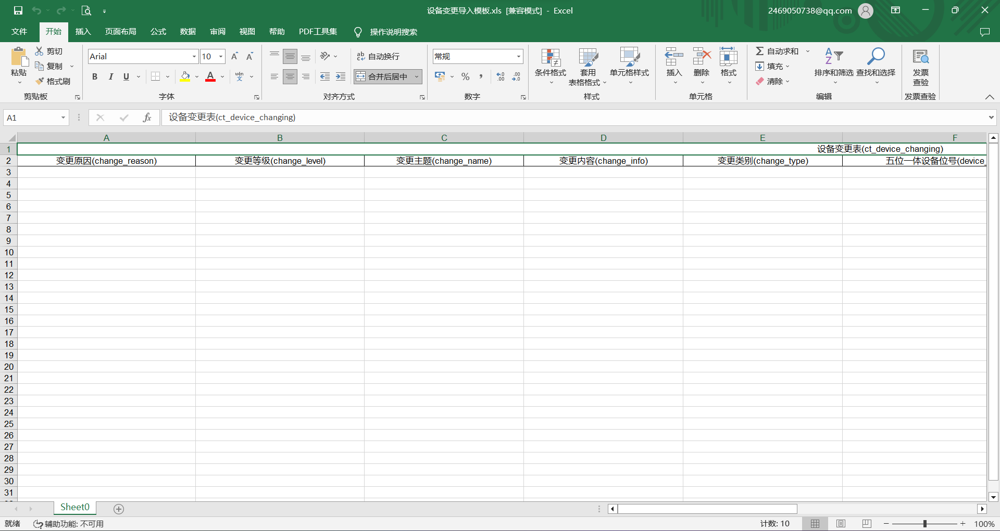 设备变更导入模板.xls [兼容模式] - Excel
2469050738@qq.com
文件 开始 插入 页面布局 公式 数据 审阅 视图 帮助 PDF工具集 操作说明搜索
粘贴 剪切 复制 格式刷 剪贴板
Arial 10 B I U A wén 文 字体
ab 自动换行 合并后居中 对齐方式
常规 % , .00 数字
条件格式 套用 表格格式 单元格样式 样式
插入 删除 格式 单元格
自动求和 填充 清除 排序和筛选 查找和选择 编辑
发票 查验 发票查验
A1 fx 设备变更表(ct_device_changing)
A B C D E F
1 设备变更表(ct_device_changing)
2 变更原因(change_reason) 变更等级(change_level) 变更主题(change_name) 变更内容(change_info) 变更类别(change_type) 五位一体设备位号(device_
3
4
5
6
7
8
9
10
11
12
13
14
15
16
17
18
19
20
21
22
23
24
25
26
27
28
29
30
31
Sheet0
就绪 辅助功能: 不可用 计数: 10 100%